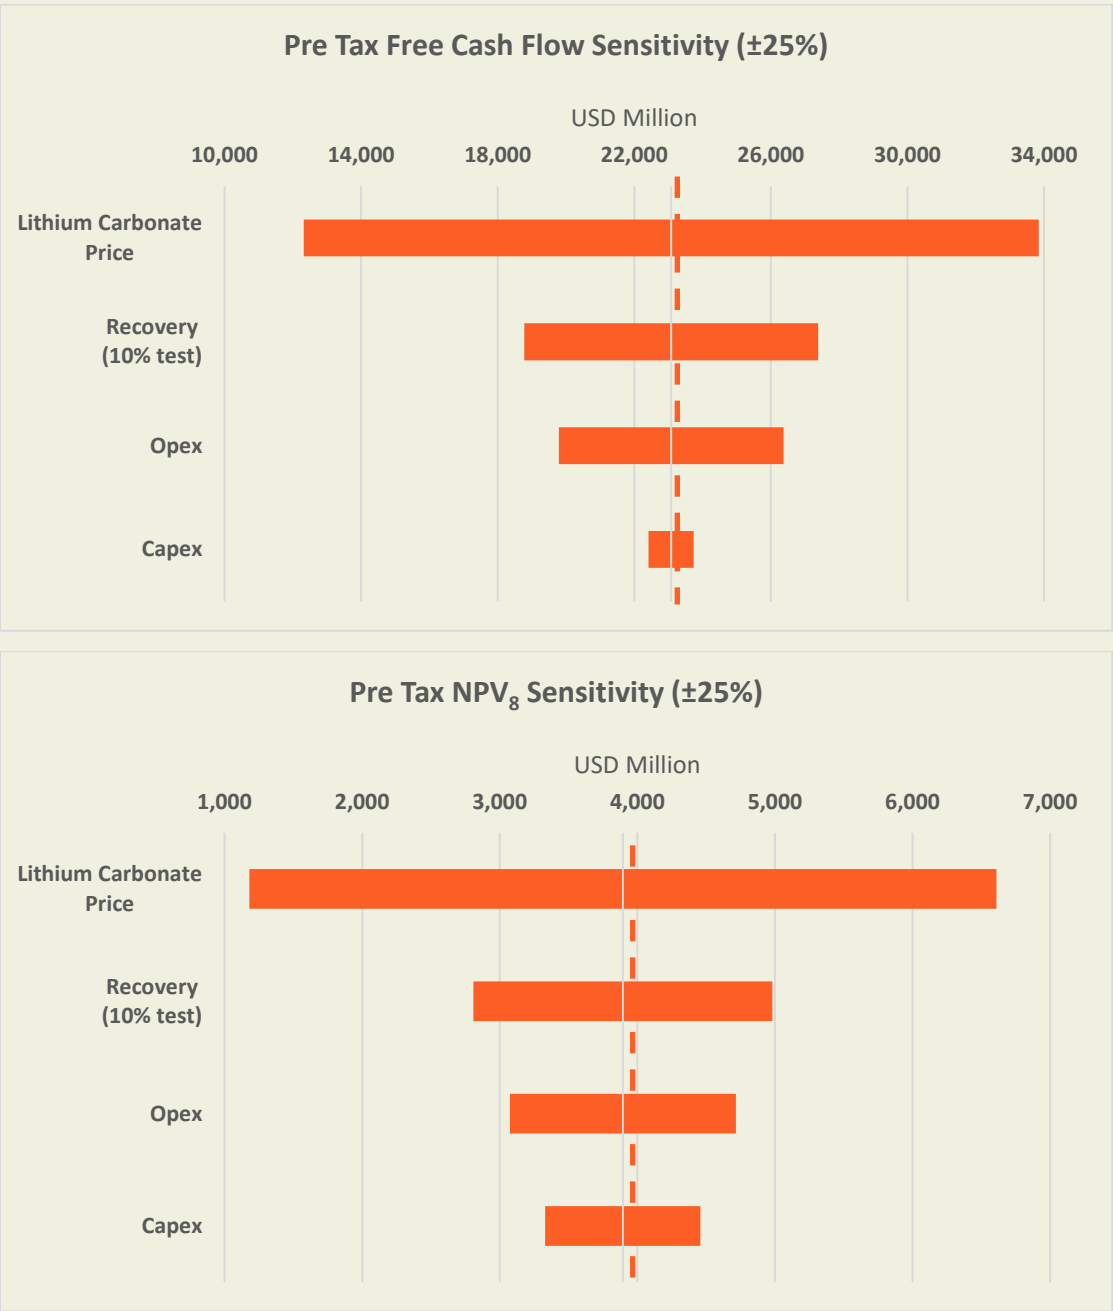 Pre Tax Free Cash Flow Sensitivity (±25%)
USD Million
10,000 14,000 18,000 22,000 26,000 30,000 34,000
Lithium Carbonate
Price
Recovery
(10% test)
Opex
Capex
Pre Tax NPV₈ Sensitivity (±25%)
USD Million
1,000 2,000 3,000 4,000 5,000 6,000 7,000
Lithium Carbonate
Price
Recovery
(10% test)
Opex
Capex